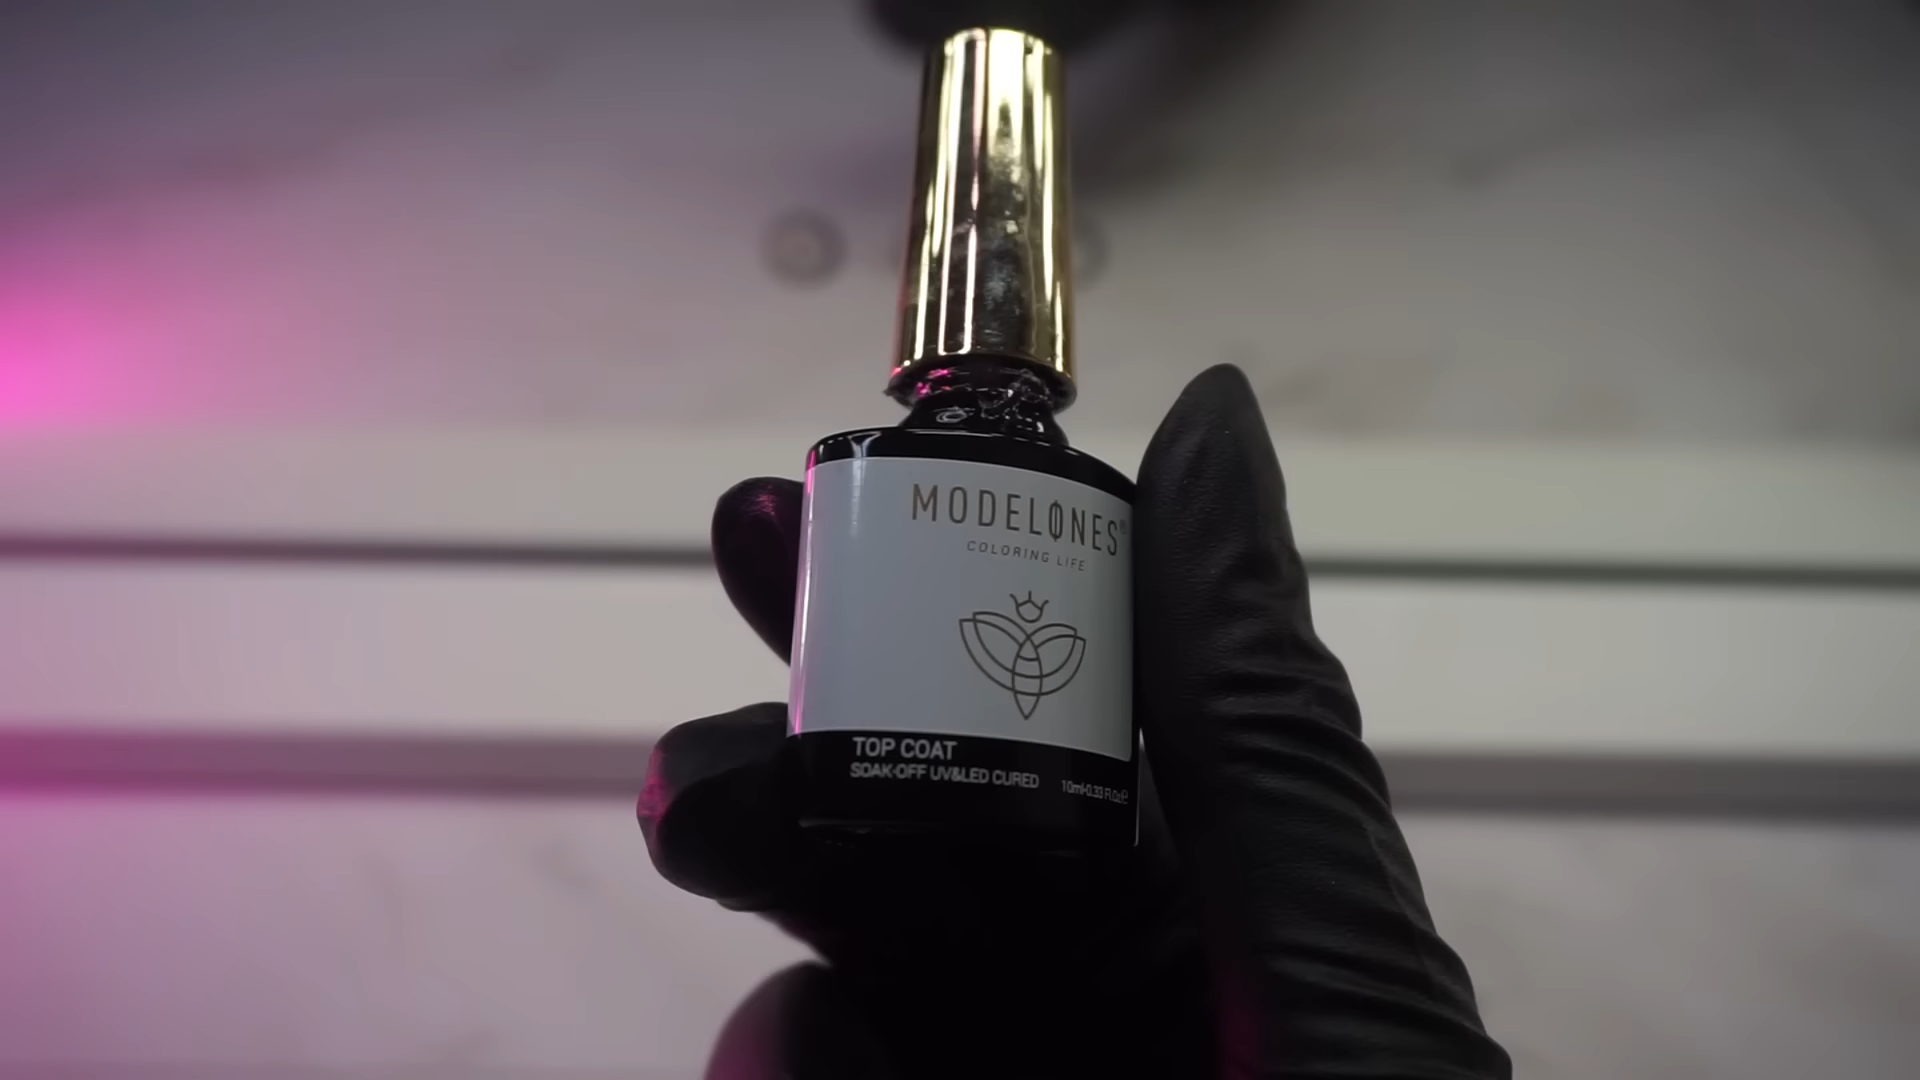 MODELONES®
COLORING LIFE
TOP COAT
SOAK-OFF UV&LED CURED
10ml·0.33 Fl.Oz℮